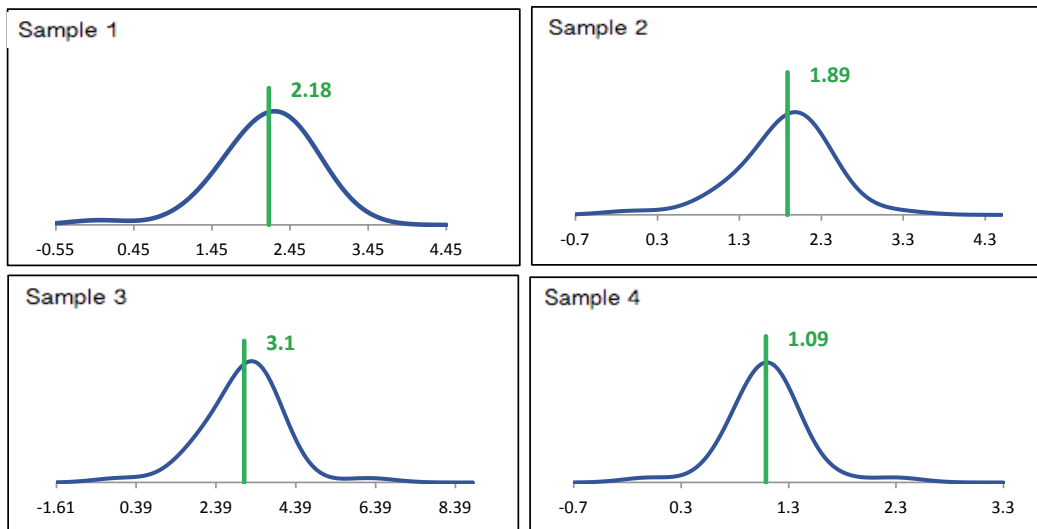 Sample 1
2.18
-0.55 0.45 1.45 2.45 3.45 4.45
Sample 2
1.89
-0.7 0.3 1.3 2.3 3.3 4.3
Sample 3
3.1
-1.61 0.39 2.39 4.39 6.39 8.39
Sample 4
1.09
-0.7 0.3 1.3 2.3 3.3